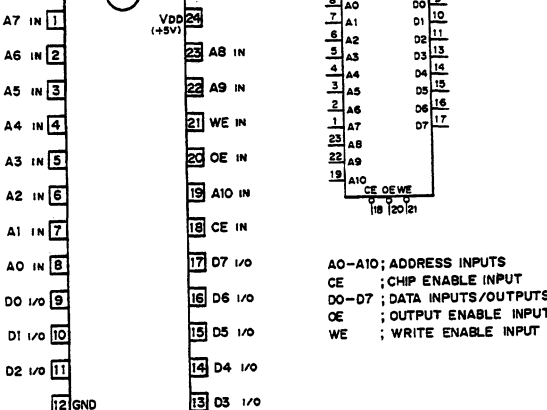 A7 IN 1
A6 IN 2
A5 IN 3
A4 IN 4
A3 IN 5
A2 IN 6
A1 IN 7
A0 IN 8
D0 I/O 9
D1 I/O 10
D2 I/O 11
12 GND
VDD 24
(+5V)
23 A8 IN
22 A9 IN
21 WE IN
20 OE IN
19 A10 IN
18 CE IN
17 D7 I/O
16 D6 I/O
15 D5 I/O
14 D4 I/O
13 D3 I/O
8 A0 D0 9
7 A1 D1 10
6 A2 D2 11
5 A3 D3 13
4 A4 D4 14
3 A5 D5 15
2 A6 D6 16
1 A7 D7 17
23 A8
22 A9
19 A10
CE OE WE
18 20 21
A0-A10; ADDRESS INPUTS
CE ; CHIP ENABLE INPUT
D0-D7 ; DATA INPUTS/OUTPUTS
OE ; OUTPUT ENABLE INPUT
WE ; WRITE ENABLE INPUT